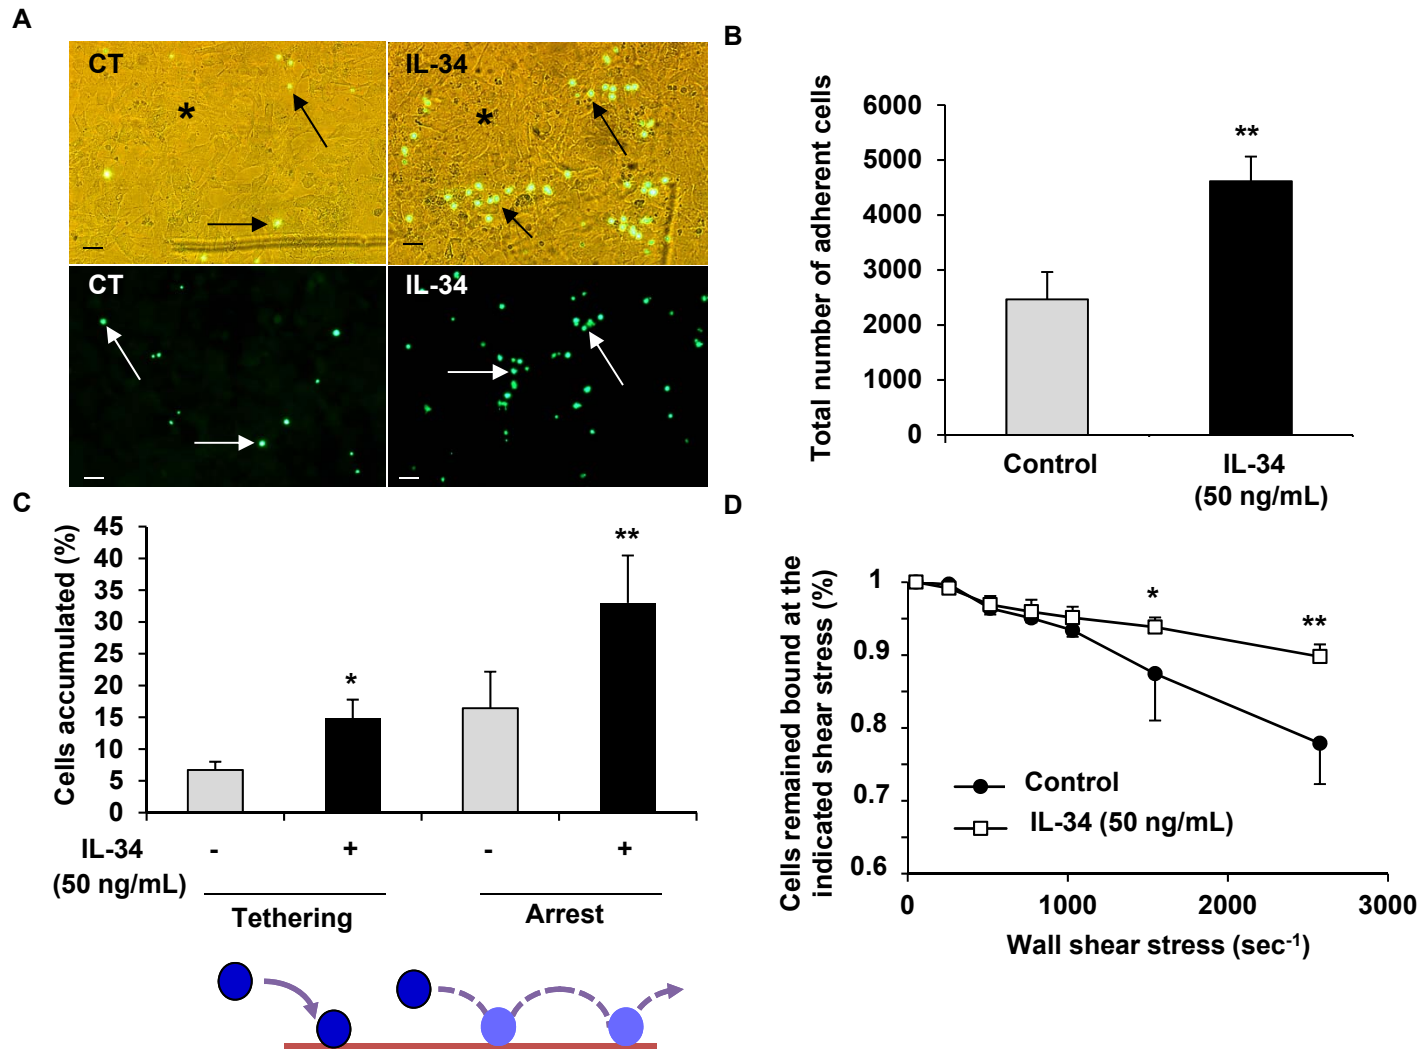 A
CT
*
IL-34
*
CT
IL-34
B
Total number of adherent cells
6000
5000
4000
3000
2000
1000
0
**
Control
IL-34
(50 ng/mL)
C
Cells accumulated (%)
45
40
35
30
25
20
15
10
5
0
*
**
IL-34
(50 ng/mL)
-
+
-
+
Tethering
Arrest
D
Cells remained bound at the
indicated shear stress (%)
1
0.9
0.8
0.7
0.6
*
**
Control
IL-34 (50 ng/mL)
0
1000
2000
3000
Wall shear stress (sec⁻¹)